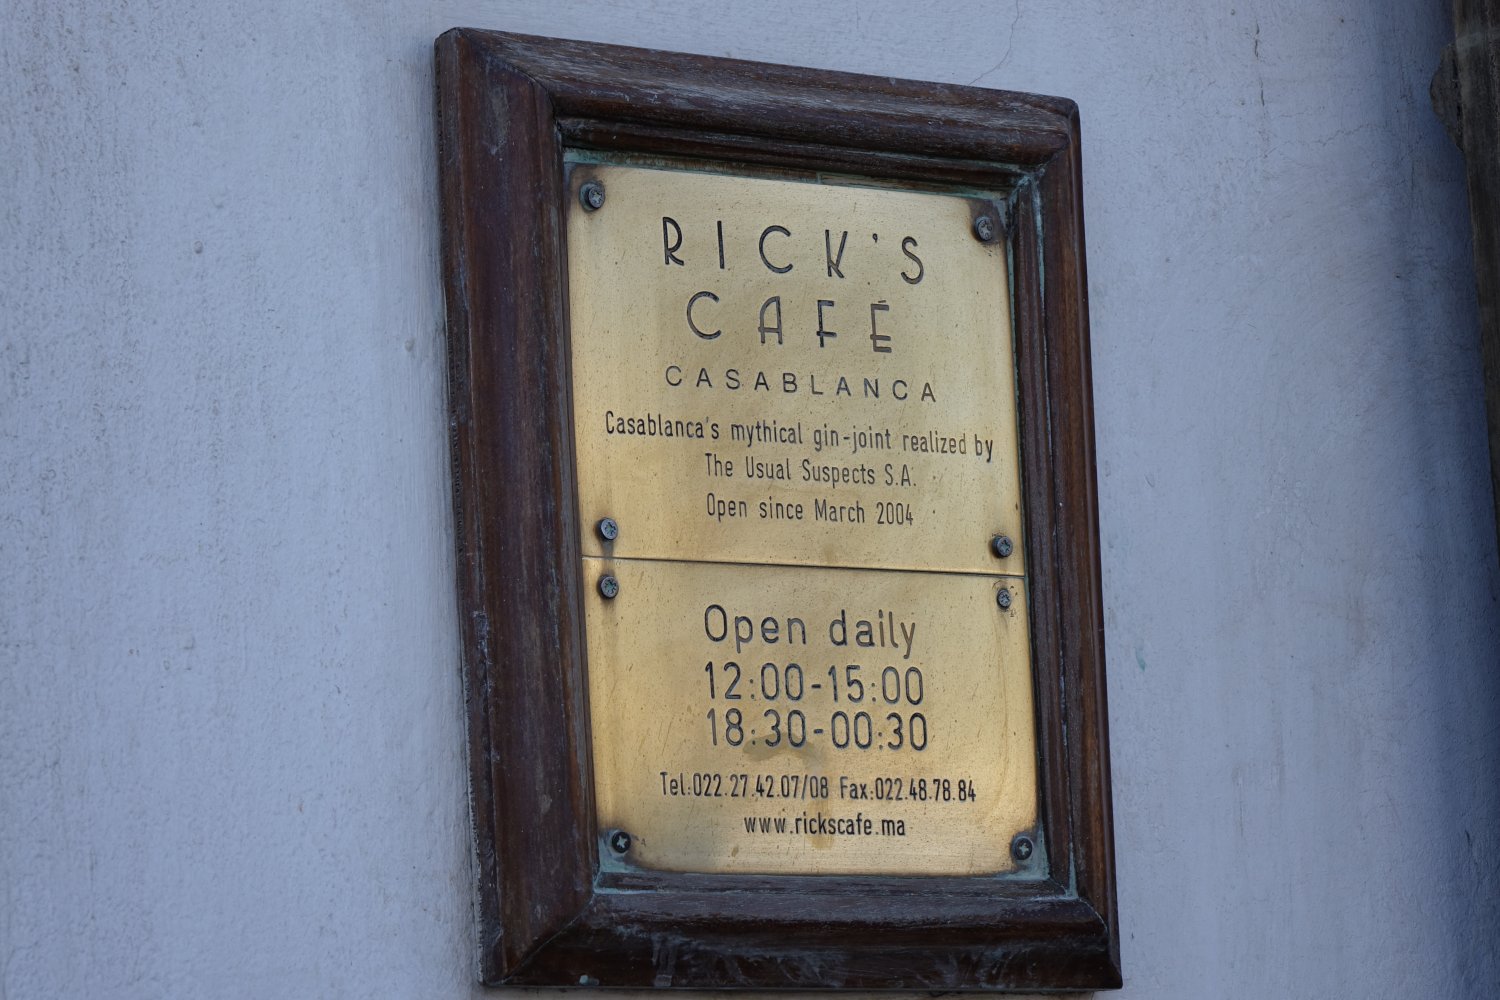 RICK'S
CAFÉ
CASABLANCA
Casablanca's mythical gin-joint realized by
The Usual Suspects S.A.
Open since March 2004
Open daily
12:00-15:00
18:30-00:30
Tel:022.27.42.07/08 Fax:022.48.78.84
www.rickscafe.ma